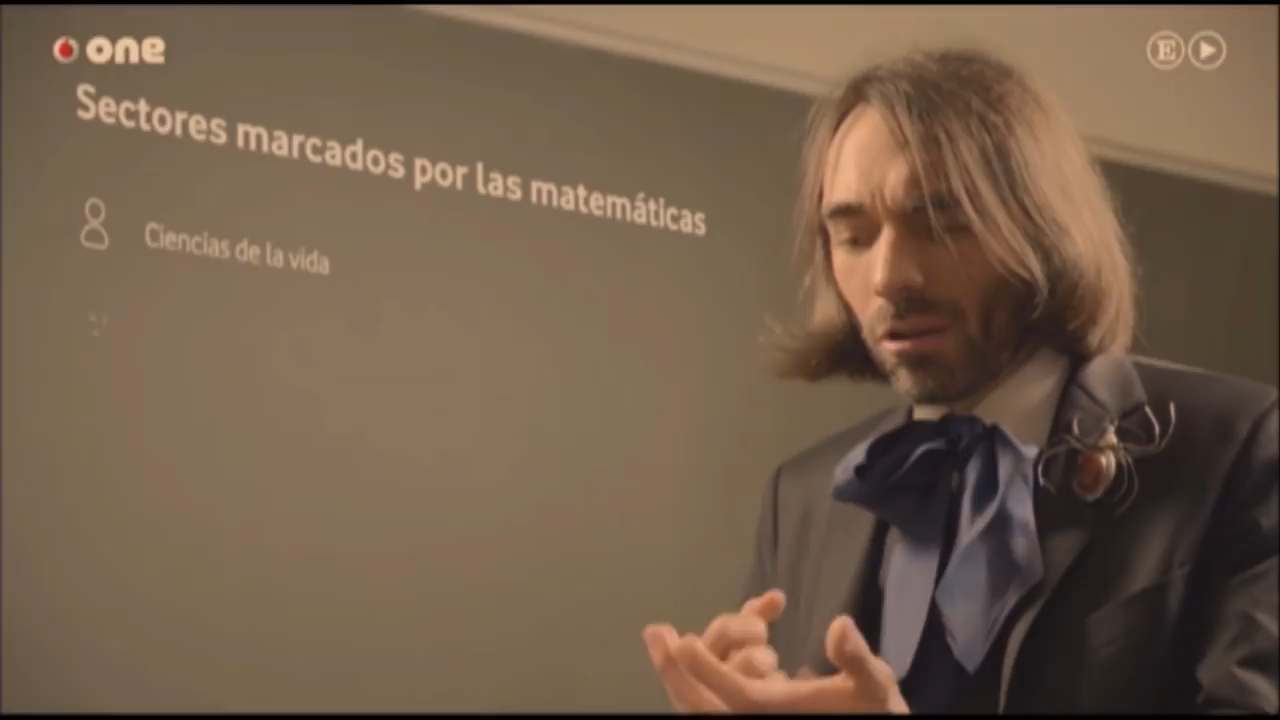 one
E
Sectores marcados por las matemáticas
Ciencias de la vida